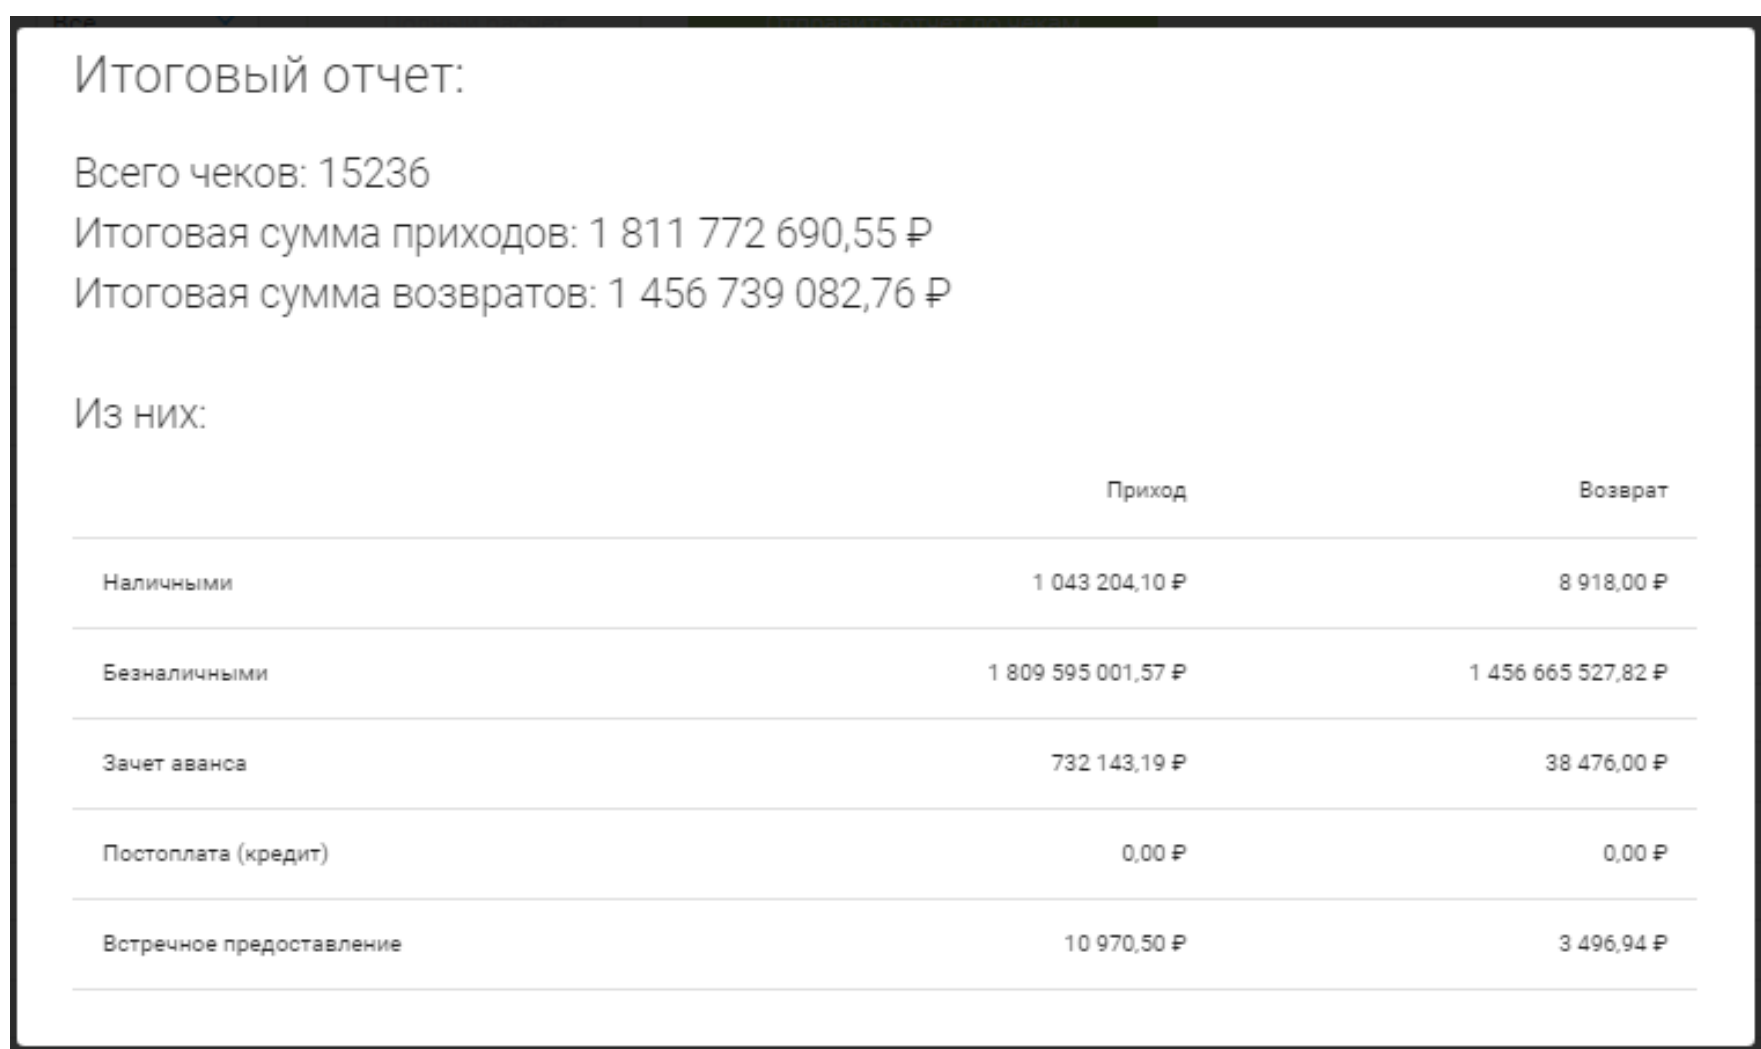 Все
Итоговый отчет:
Всего чеков: 15236
Итоговая сумма приходов: 1 811 772 690,55 ₽
Итоговая сумма возвратов: 1 456 739 082,76 ₽
Из них:
Приход Возврат
Наличными 1 043 204,10 ₽ 8 918,00 ₽
Безналичными 1 809 595 001,57 ₽ 1 456 665 527,82 ₽
Зачет аванса 732 143,19 ₽ 38 476,00 ₽
Постоплата (кредит) 0,00 ₽ 0,00 ₽
Встречное предоставление 10 970,50 ₽ 3 496,94 ₽